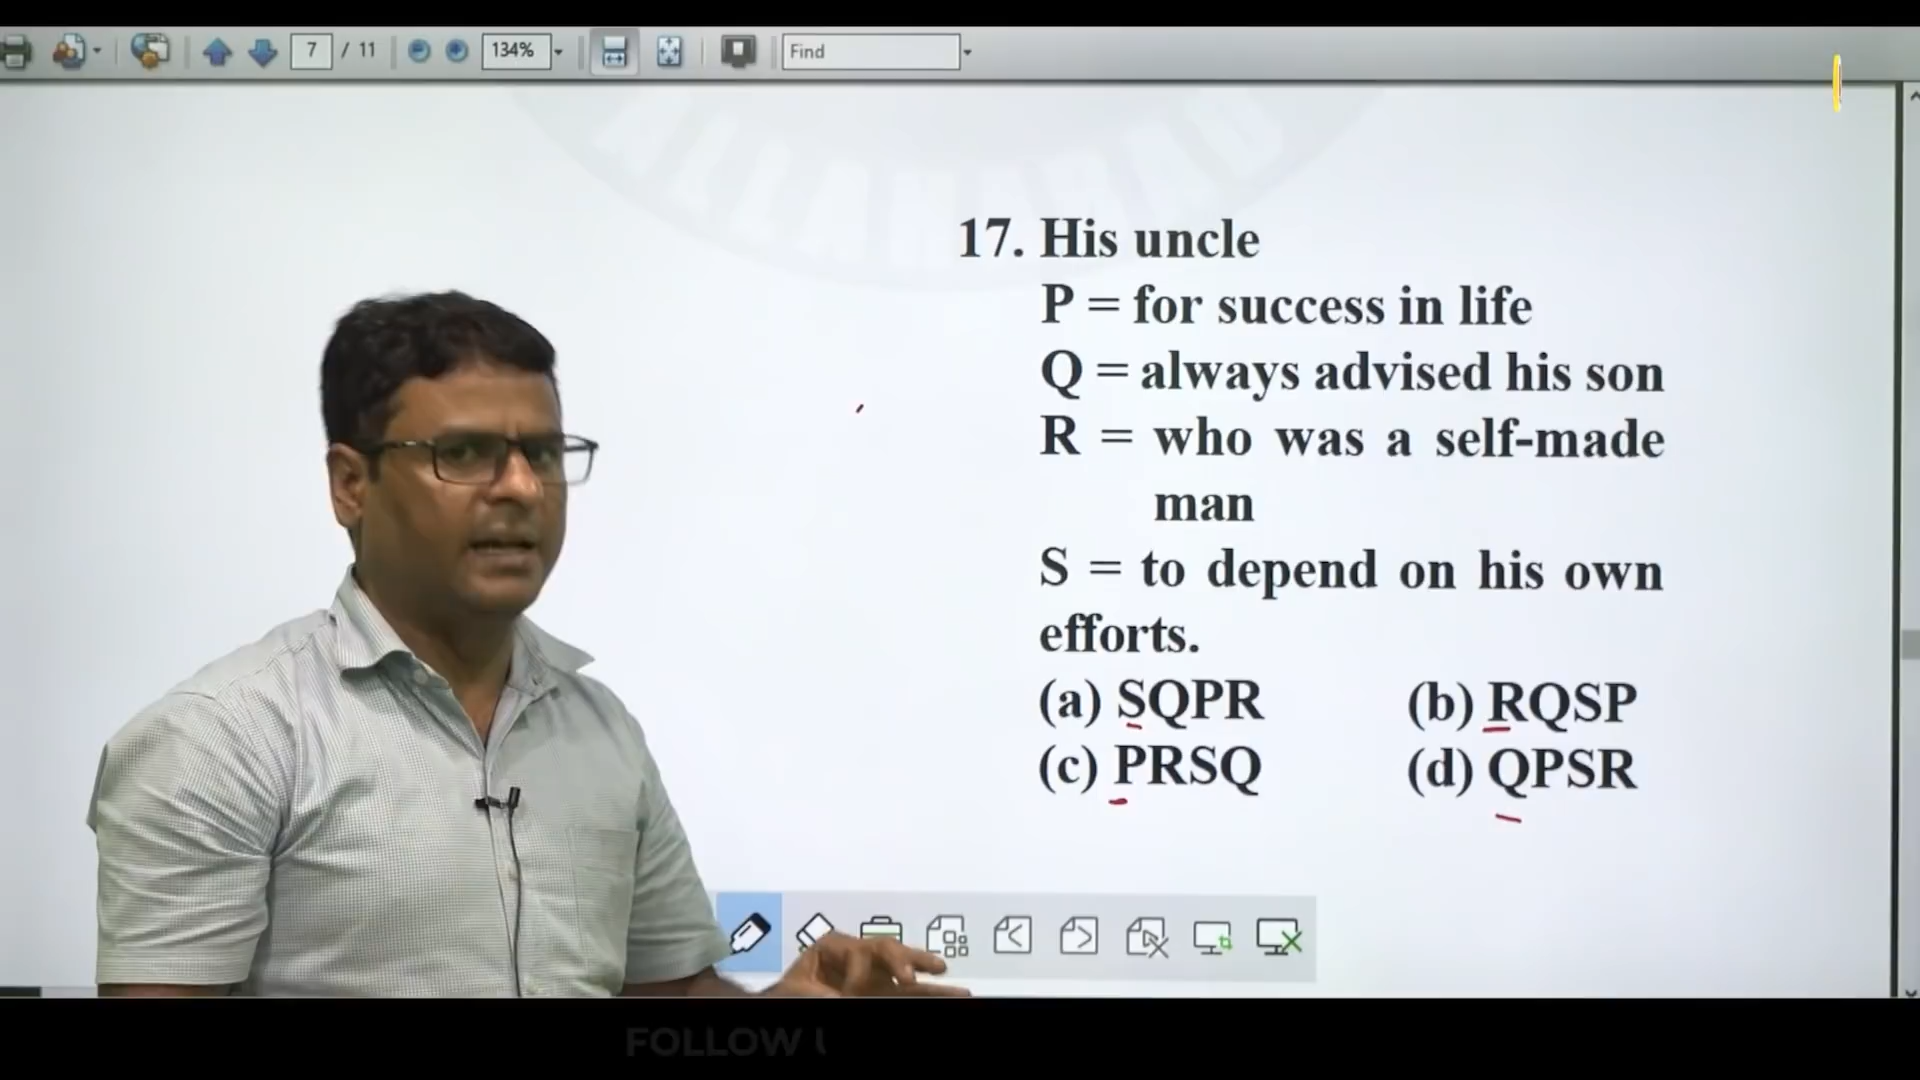 7 / 11
134%
Find
ALLAHABAD
17. His uncle
P = for success in life
Q = always advised his son
R = who was a self-made
man
S = to depend on his own
efforts.
(a) SQPR (b) RQSP
(c) PRSQ (d) QPSR
FOLLOW U